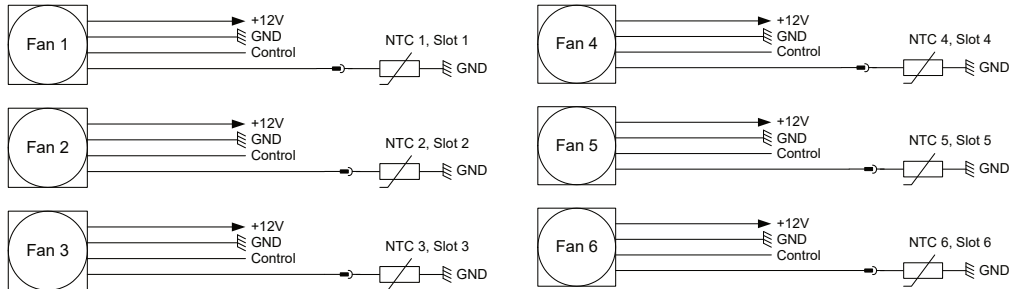 Fan 1
+12V
GND
Control
NTC 1, Slot 1
GND
Fan 2
+12V
GND
Control
NTC 2, Slot 2
GND
Fan 3
+12V
GND
Control
NTC 3, Slot 3
GND
Fan 4
+12V
GND
Control
NTC 4, Slot 4
GND
Fan 5
+12V
GND
Control
NTC 5, Slot 5
GND
Fan 6
+12V
GND
Control
NTC 6, Slot 6
GND